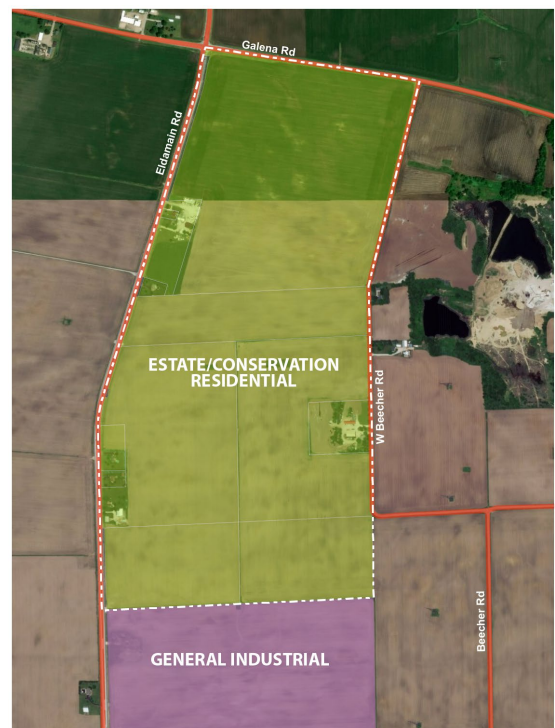 Galena Rd
Eldamain Rd
ESTATE/CONSERVATION
RESIDENTIAL
W Beecher Rd
Beecher Rd
GENERAL INDUSTRIAL